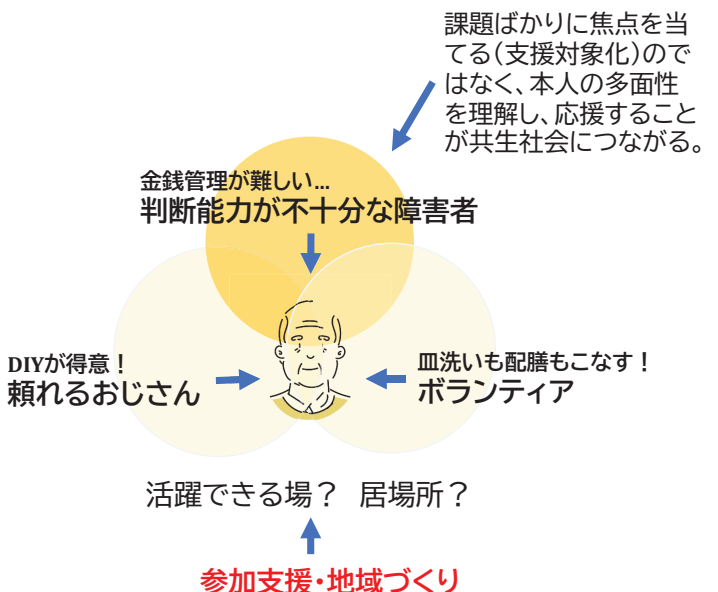 課題ばかりに焦点を当
てる(支援対象化)ので
はなく、本人の多面性
を理解し、応援すること
が共生社会につながる。
金銭管理が難しい...
判断能力が不十分な障害者
DIYが得意！
頼れるおじさん
皿洗いも配膳もこなす！
ボランティア
活躍できる場？ 居場所？
参加支援・地域づくり